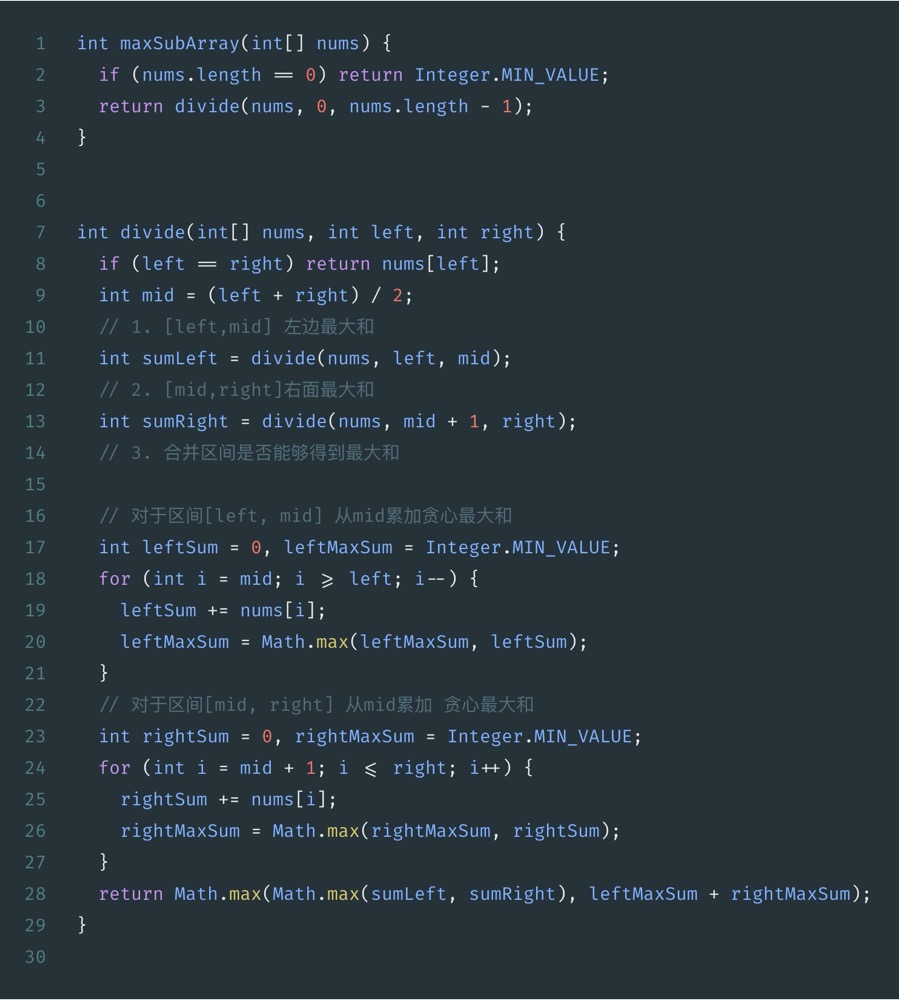 1 int maxSubArray(int[] nums) {
2 if (nums.length == 0) return Integer.MIN_VALUE;
3 return divide(nums, 0, nums.length - 1);
4 }
5
6
7 int divide(int[] nums, int left, int right) {
8 if (left == right) return nums[left];
9 int mid = (left + right) / 2;
10 // 1. [left,mid] 左边最大和
11 int sumLeft = divide(nums, left, mid);
12 // 2. [mid,right]右面最大和
13 int sumRight = divide(nums, mid + 1, right);
14 // 3. 合并区间是否能够得到最大和
15
16 // 对于区间[left, mid] 从mid累加贪心最大和
17 int leftSum = 0, leftMaxSum = Integer.MIN_VALUE;
18 for (int i = mid; i >= left; i--) {
19 leftSum += nums[i];
20 leftMaxSum = Math.max(leftMaxSum, leftSum);
21 }
22 // 对于区间[mid, right] 从mid累加 贪心最大和
23 int rightSum = 0, rightMaxSum = Integer.MIN_VALUE;
24 for (int i = mid + 1; i <= right; i++) {
25 rightSum += nums[i];
26 rightMaxSum = Math.max(rightMaxSum, rightSum);
27 }
28 return Math.max(Math.max(sumLeft, sumRight), leftMaxSum + rightMaxSum);
29 }
30